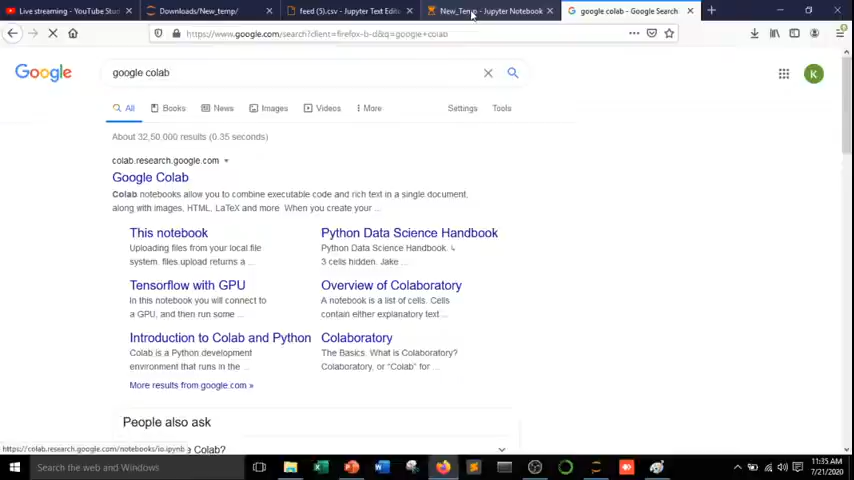 Live streaming - YouTube Stud
Downloads/New_temp/
feed (5).csv - Jupyter Text Edit
New_Temp - Jupyter Notebook
google colab - Google Search
https://www.google.com/search?client=firefox-b-d&q=google+colab
Google
google colab
K
All
Books
News
Images
Videos
More
Settings
Tools
About 32,50,000 results (0.35 seconds)
colab.research.google.com
Google Colab
Colab notebooks allow you to combine executable code and rich text in a single document,
along with images, HTML, LaTeX and more. When you create your ...
This notebook
Uploading files from your local file
system. files.upload returns a ...
Python Data Science Handbook
Python Data Science Handbook. ↳
3 cells hidden. Jake ...
Tensorflow with GPU
In this notebook you will connect to
a GPU, and then run some ...
Overview of Colaboratory
A notebook is a list of cells. Cells
contain either explanatory text ...
Introduction to Colab and Python
Colab is a Python development
environment that runs in the ...
Colaboratory
The Basics. What is Colaboratory?
Colaboratory, or "Colab" for ...
More results from google.com »
People also ask
https://colab.research.google.com/notebooks/io.ipynb
e Colab?
Search the web and Windows
11:35 AM
7/21/2020